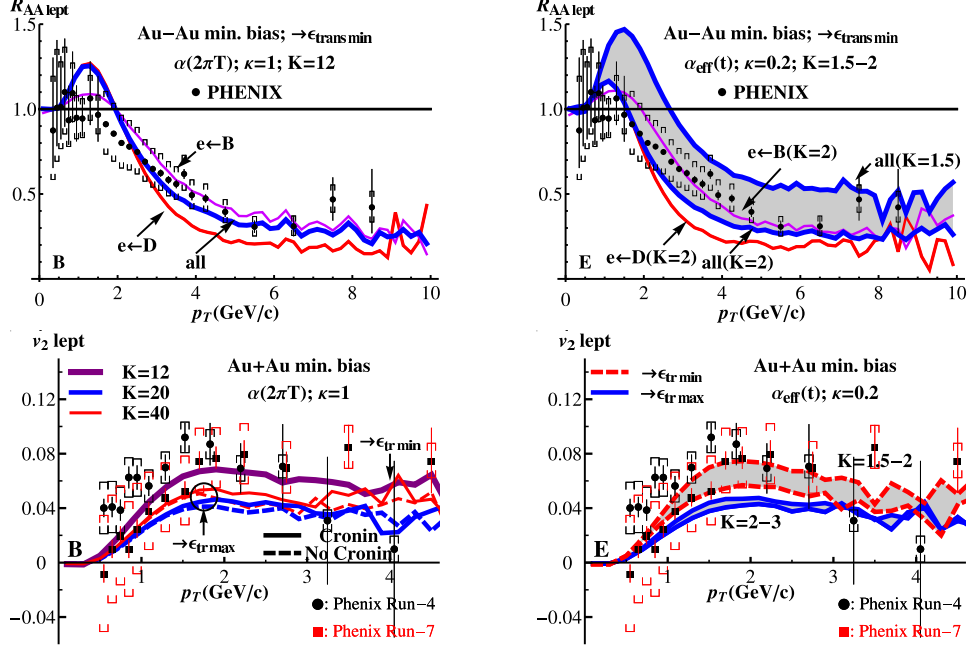 R_AA lept
Au−Au min. bias; →ϵ_trans min
α(2πT); κ=1; K=12
● PHENIX
1.5
1.0
0.5
e←B
e←D
all
B
0 2 4 6 8 10
p_T(GeV/c)
R_AA lept
Au−Au min. bias; →ϵ_trans min
α_eff(t); κ=0.2; K=1.5−2
● PHENIX
1.5
1.0
0.5
e←B(K=2)
all(K=1.5)
e←D(K=2)
all(K=2)
E
0 2 4 6 8 10
p_T(GeV/c)
v_2 lept
K=12
K=20
K=40
Au+Au min. bias
α(2πT); κ=1
0.12
0.08
0.04
0
−0.04
→ϵ_tr min
→ϵ_tr max
Cronin
No Cronin
B
1 2 3 4
p_T(GeV/c)
●: Phenix Run−4
■: Phenix Run−7
v_2 lept
→ϵ_tr min
→ϵ_tr max
Au+Au min. bias
α_eff(t); κ=0.2
0.12
0.08
0.04
0
−0.04
K=1.5−2
K=2−3
E
1 2 3 4
p_T(GeV/c)
●: Phenix Run−4
■: Phenix Run−7